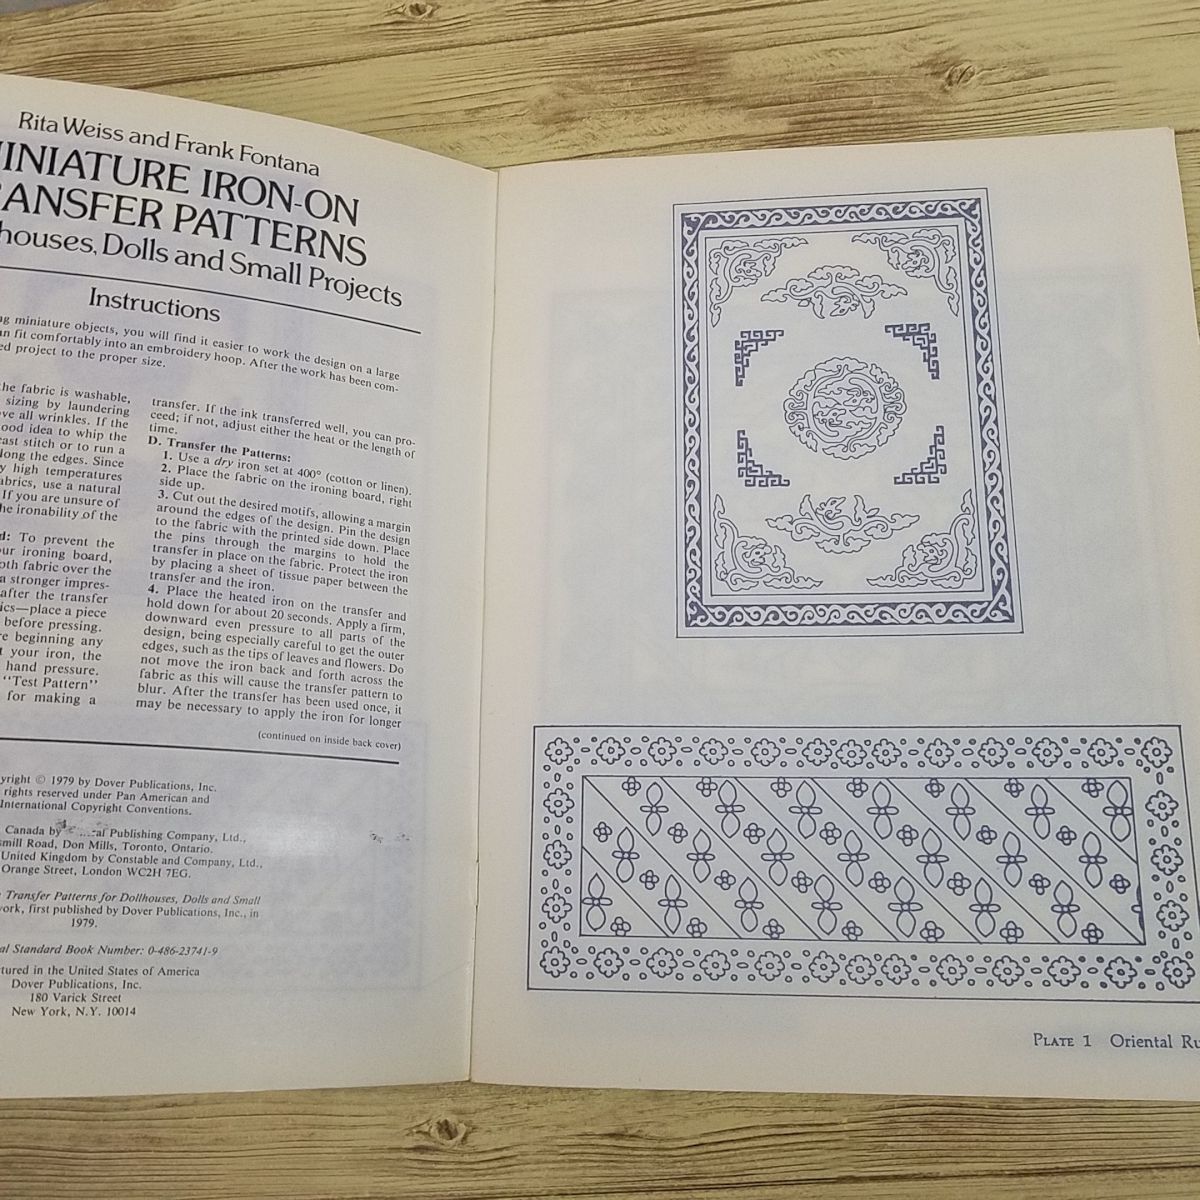 Rita Weiss and Frank Fontana
INIATURE IRON-ON
ANSFER PATTERNS
houses, Dolls and Small Projects
Instructions
ng miniature objects, you will find it easier to work the design on a large
an fit comfortably into an embroidery hoop. After the work has been com-
ed project to the proper size.
the fabric is washable,
sizing by laundering
ove all wrinkles. If the
ood idea to whip the
east stitch or to run a
long the edges. Since
y high temperatures
abrics, use a natural
If you are unsure of
he ironability of the
d: To prevent the
our ironing board,
oth fabric over the
a stronger impres-
after the transfer
ics—place a piece
before pressing.
re beginning any
t your iron, the
hand pressure.
"Test Pattern"
for making a
transfer. If the ink transferred well, you can pro-
ceed; if not, adjust either the heat or the length of
time.
D. Transfer the Patterns:
1. Use a dry iron set at 400° (cotton or linen).
2. Place the fabric on the ironing board, right
side up.
3. Cut out the desired motifs, allowing a margin
around the edges of the design. Pin the design
to the fabric with the printed side down. Place
the pins through the margins to hold the
transfer in place on the fabric. Protect the iron
by placing a sheet of tissue paper between the
transfer and the iron.
4. Place the heated iron on the transfer and
hold down for about 20 seconds. Apply a firm,
downward even pressure to all parts of the
design, being especially careful to get the outer
edges, such as the tips of leaves and flowers. Do
not move the iron back and forth across the
fabric as this will cause the transfer pattern to
blur. After the transfer has been used once, it
may be necessary to apply the iron for longer
(continued on inside back cover)
yright © 1979 by Dover Publications, Inc.
rights reserved under Pan American and
International Copyright Conventions.
Canada by al Publishing Company, Ltd.,
smill Road, Don Mills, Toronto, Ontario.
United Kingdom by Constable and Company, Ltd.,
Orange Street, London WC2H 7EG.
Transfer Patterns for Dollhouses, Dolls and Small
work, first published by Dover Publications, Inc., in
1979.
al Standard Book Number: 0-486-23741-9
ctured in the United States of America
Dover Publications, Inc.
180 Varick Street
New York, N.Y. 10014
PLATE 1 Oriental Ru